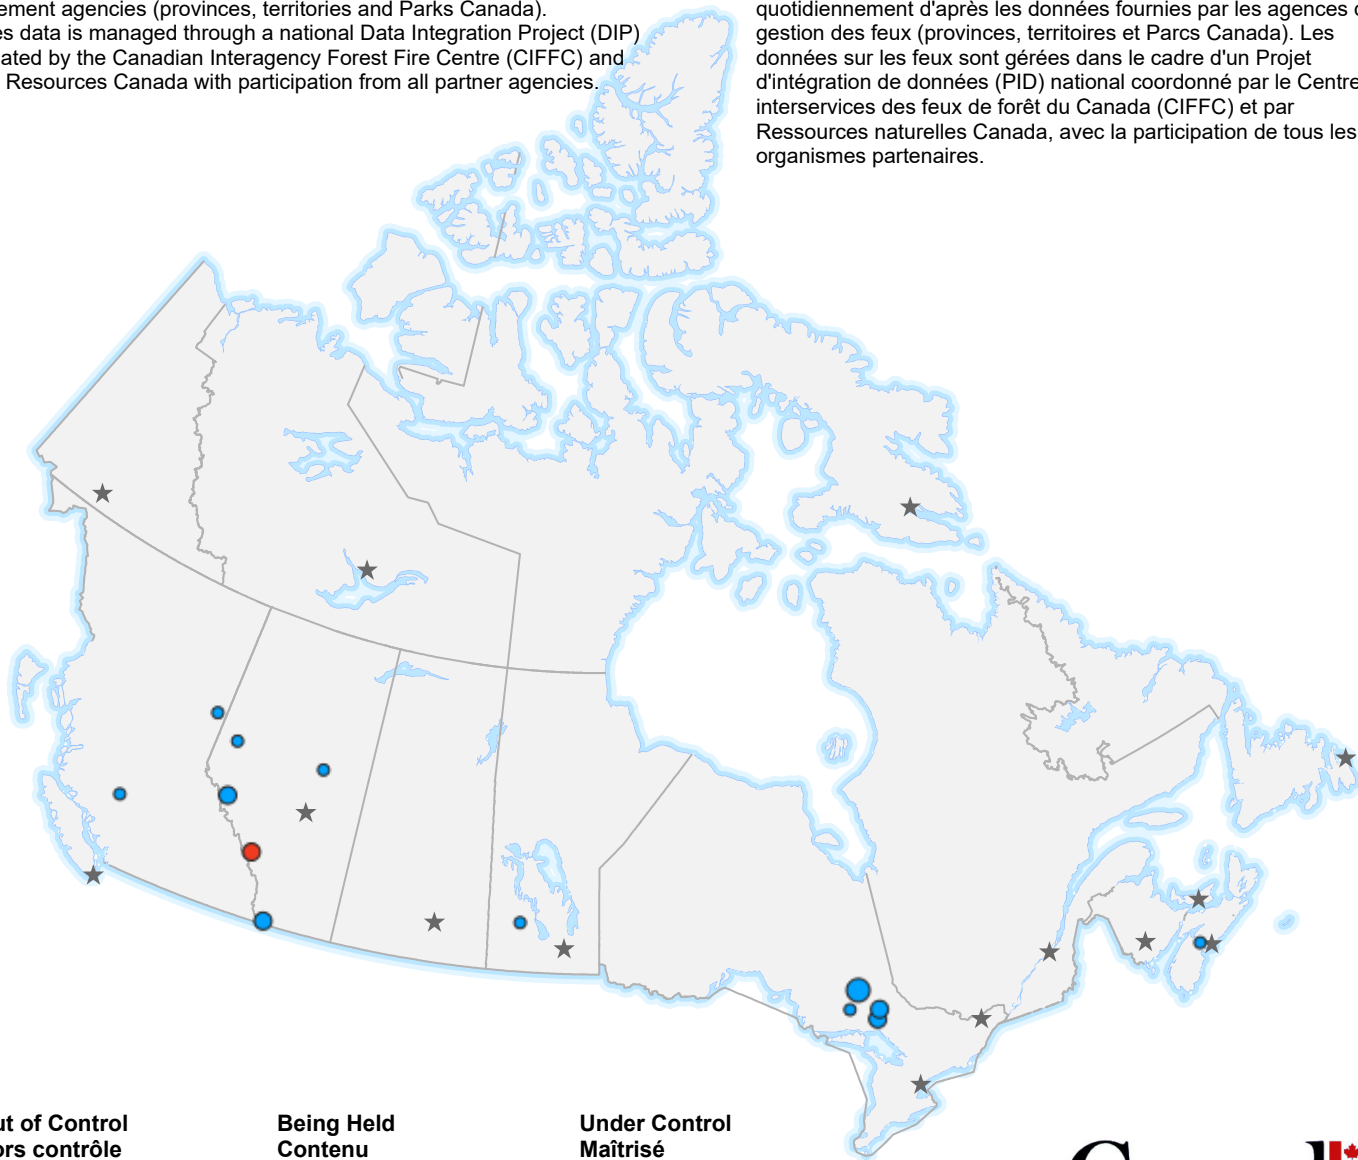 ement agencies (provinces, territories and Parks Canada).
es data is managed through a national Data Integration Project (DIP)
ated by the Canadian Interagency Forest Fire Centre (CIFFC) and
Resources Canada with participation from all partner agencies.
quotidiennement d'après les données fournies par les agences
gestion des feux (provinces, territoires et Parcs Canada). Les
données sur les feux sont gérées dans le cadre d'un Projet
d'intégration de données (PID) national coordonné par le Centre
interservices des feux de forêt du Canada (CIFFC) et par
Ressources naturelles Canada, avec la participation de tous les
organismes partenaires.
ut of Control
ors contrôle
Being Held
Contenu
Under Control
Maîtrisé